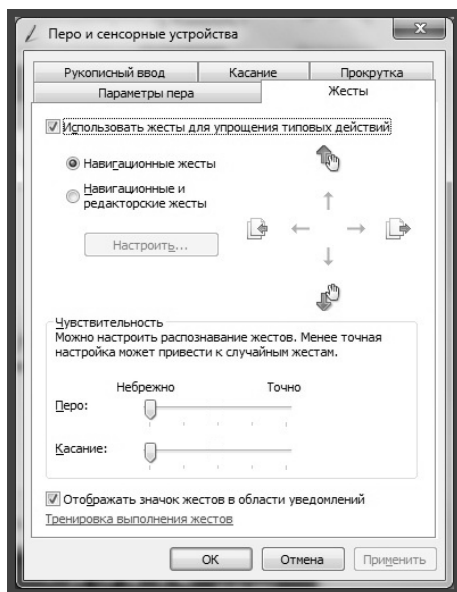 Перо и сенсорные устройства
Рукописный ввод
Касание
Прокрутка
Параметры пера
Жесты
Использовать жесты для упрощения типовых действий
Навигационные жесты
Навигационные и
редакторские жесты
Настроить...
Чувствительность
Можно настроить распознавание жестов. Менее точная
настройка может привести к случайным жестам.
Небрежно
Точно
Перо:
Касание:
Отображать значок жестов в области уведомлений
Тренировка выполнения жестов
OK
Отмена
Применить